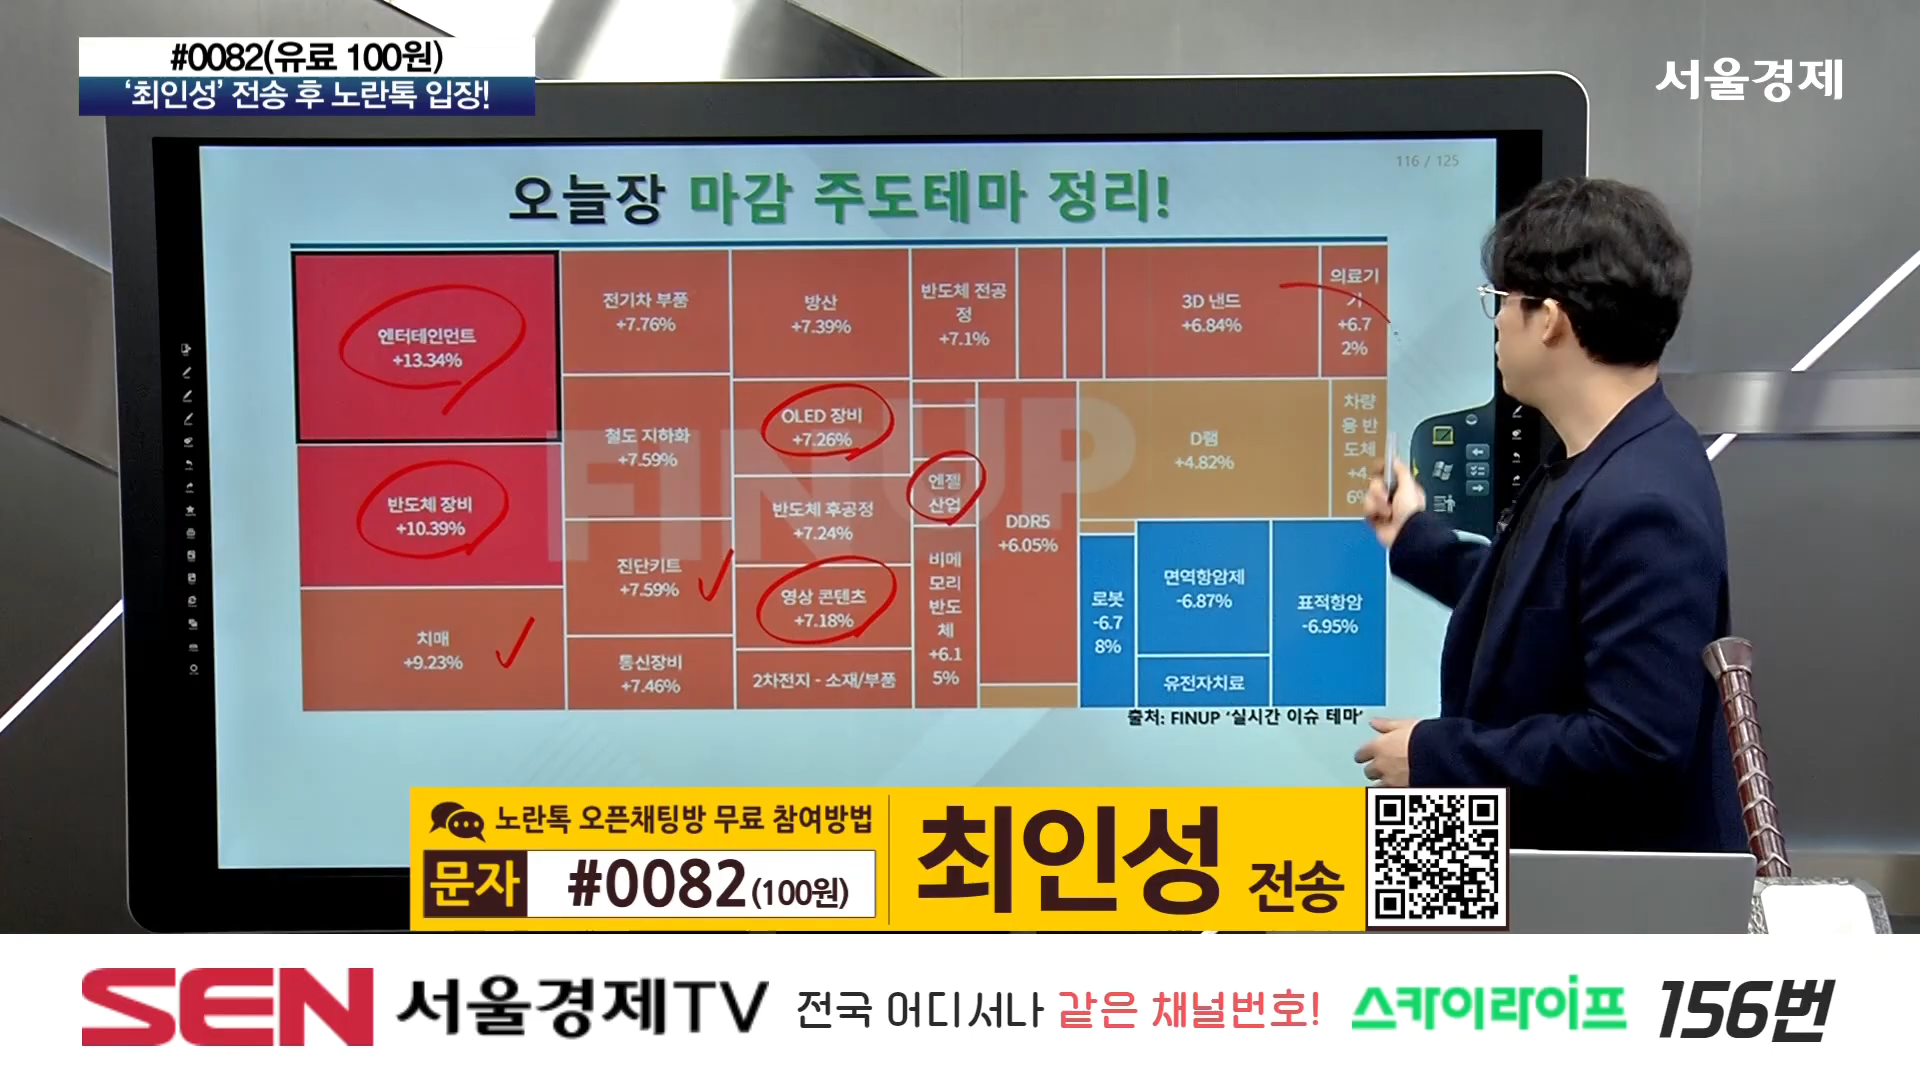 #0082(유료 100원)
‘최인성’ 전송 후 노란톡 입장!
서울경제
116 / 125
오늘장 마감 주도테마 정리!
엔터테인먼트
+13.34%
반도체 장비
+10.39%
치매
+9.23%
전기차 부품
+7.76%
철도 지하화
+7.59%
진단키트
+7.59%
통신장비
+7.46%
방산
+7.39%
OLED 장비
+7.26%
반도체 후공정
+7.24%
영상 콘텐츠
+7.18%
2차전지 - 소재/부품
반도체 전공
정
+7.1%
엔젤
산업
비메
모리
반도
체
+6.1
5%
DDR5
+6.05%
3D 낸드
+6.84%
의료기
기
+6.7
2%
D램
+4.82%
차량
용 반
도체
+4.
6%
로봇
-6.7
8%
면역항암제
-6.87%
유전자치료
표적항암
-6.95%
FINUP
출처: FINUP ‘실시간 이슈 테마’
노란톡 오픈채팅방 무료 참여방법
문자 #0082(100원)
최인성 전송
SEN 서울경제TV 전국 어디서나 같은 채널번호! 스카이라이프 156번